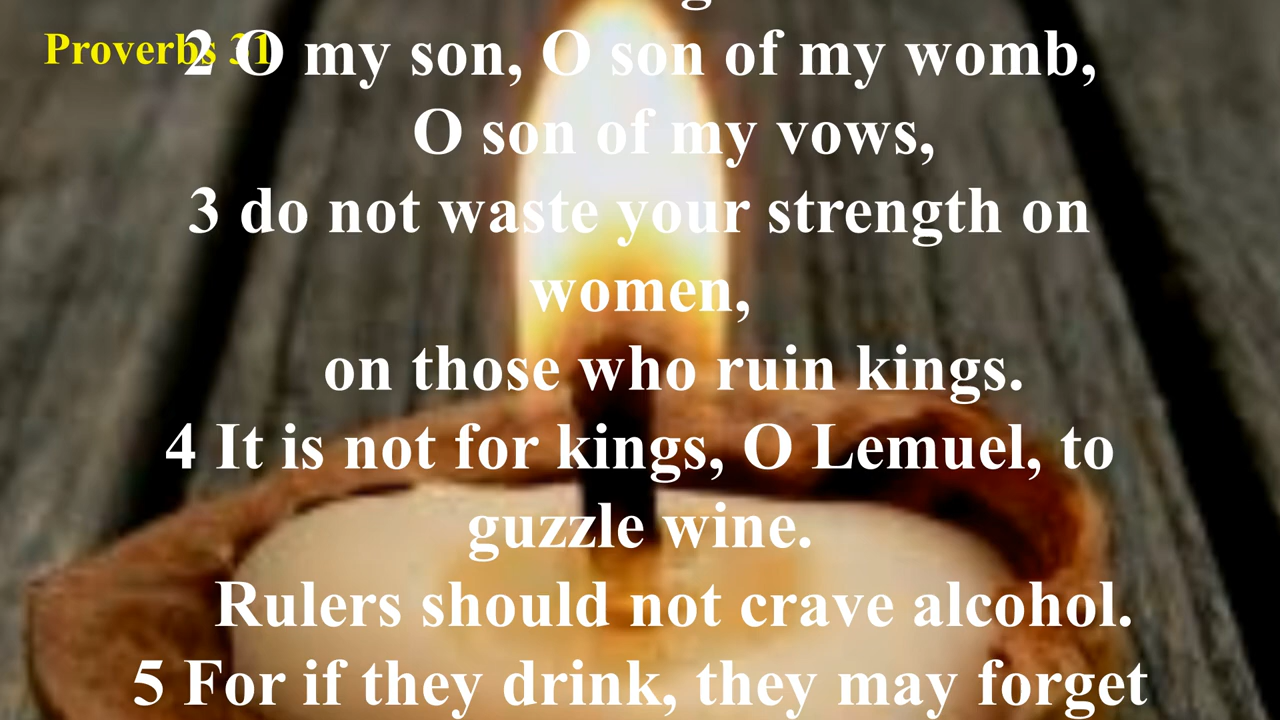 Proverbs 31
2 O my son, O son of my womb,
O son of my vows,
3 do not waste your strength on
women,
on those who ruin kings.
4 It is not for kings, O Lemuel, to
guzzle wine.
Rulers should not crave alcohol.
5 For if they drink, they may forget